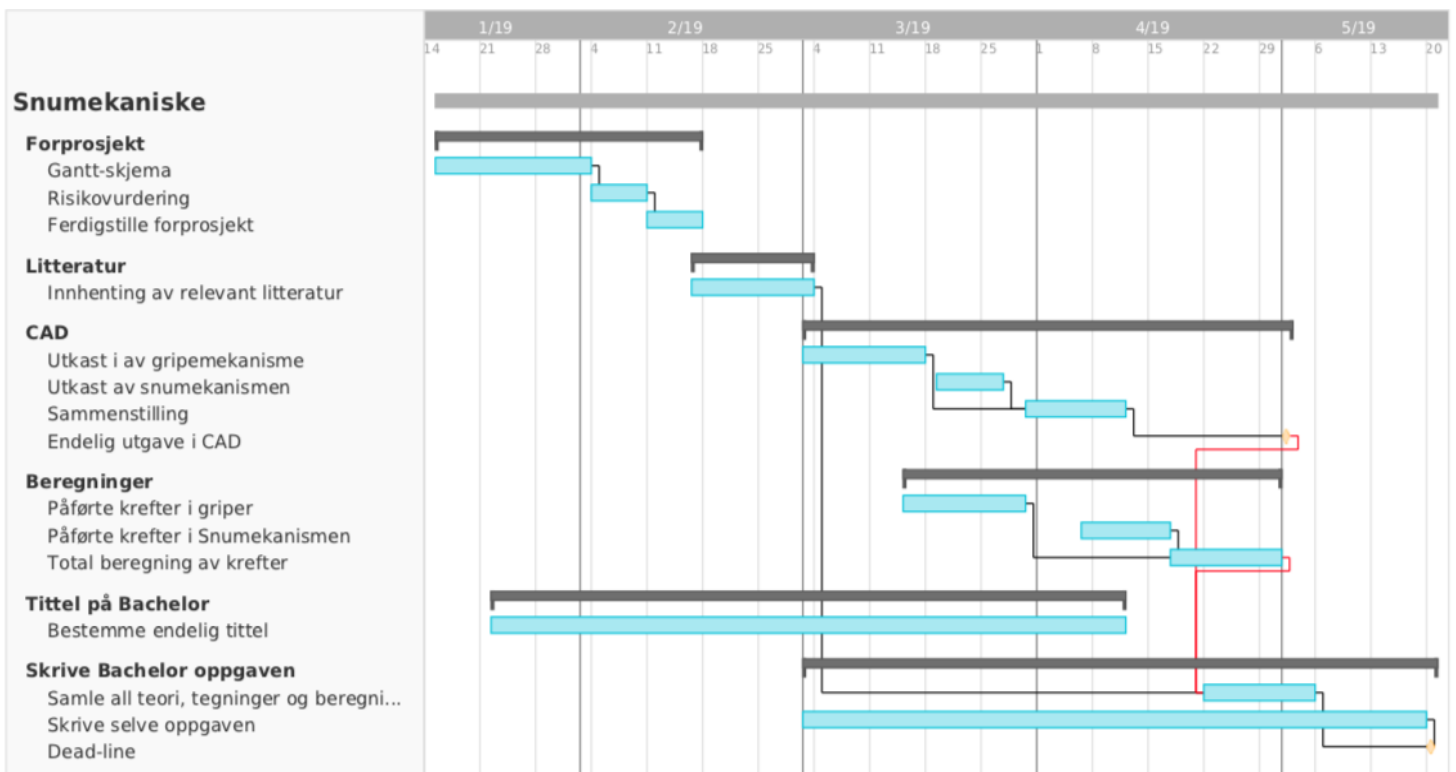 1/19 2/19 3/19 4/19 5/19
14 21 28 4 11 18 25 4 11 18 25 1 8 15 22 29 6 13 20
Snumekaniske
Forprosjekt
Gantt-skjema
Risikovurdering
Ferdigstille forprosjekt
Litteratur
Innhenting av relevant litteratur
CAD
Utkast i av gripemekanisme
Utkast av snumekanismen
Sammenstilling
Endelig utgave i CAD
Beregninger
Påførte krefter i griper
Påførte krefter i Snumekanismen
Total beregning av krefter
Tittel på Bachelor
Bestemme endelig tittel
Skrive Bachelor oppgaven
Samle all teori, tegninger og beregni...
Skrive selve oppgaven
Dead-line